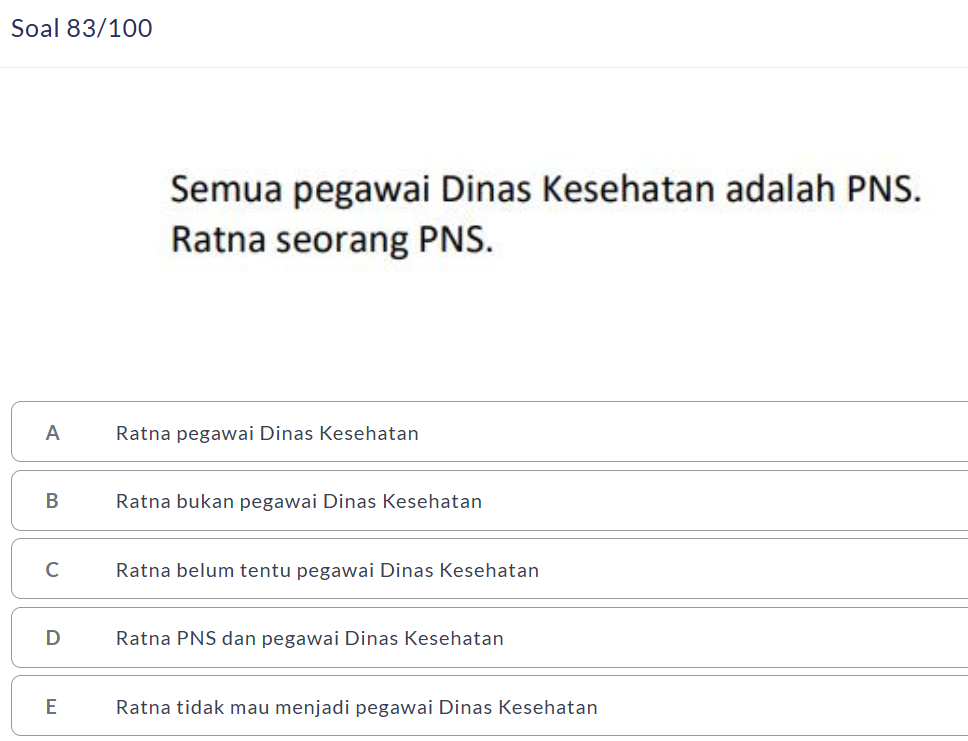 Soal 83/100
Semua pegawai Dinas Kesehatan adalah PNS.
Ratna seorang PNS.
A Ratna pegawai Dinas Kesehatan
B Ratna bukan pegawai Dinas Kesehatan
C Ratna belum tentu pegawai Dinas Kesehatan
D Ratna PNS dan pegawai Dinas Kesehatan
E Ratna tidak mau menjadi pegawai Dinas Kesehatan